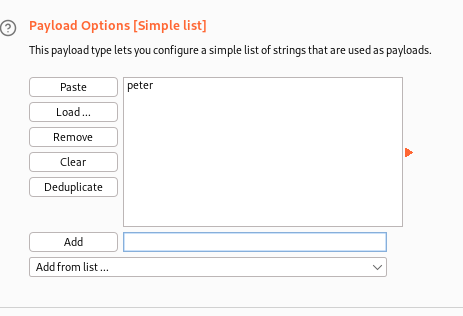 Payload Options [Simple list]
This payload type lets you configure a simple list of strings that are used as payloads.
Paste
peter
Load ...
Remove
Clear
Deduplicate
Add
Add from list ...